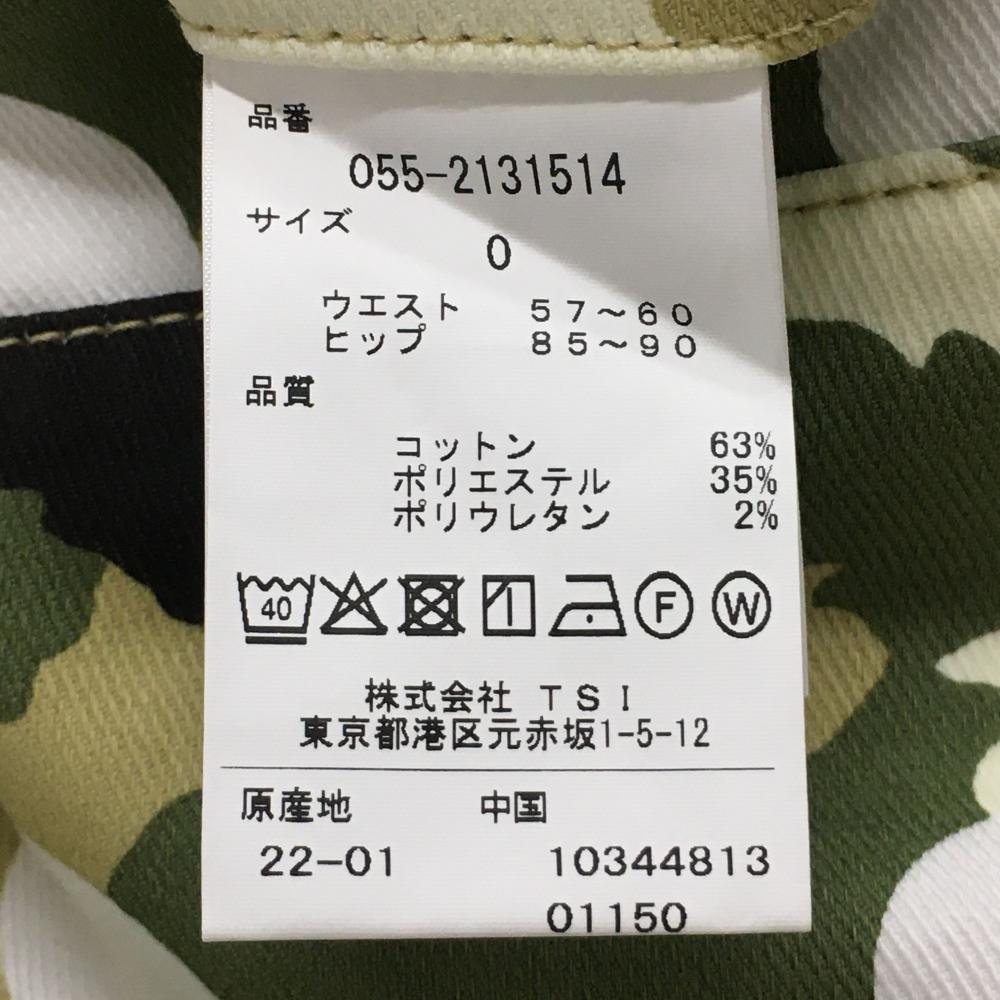 品番
055-2131514
サイズ
0
ウエスト 57～60
ヒップ 85～90
品質
コットン 63%
ポリエステル 35%
ポリウレタン 2%
40 F W
株式会社 TSI
東京都港区元赤坂1-5-12
原産地 中国
22-01 10344813
01150